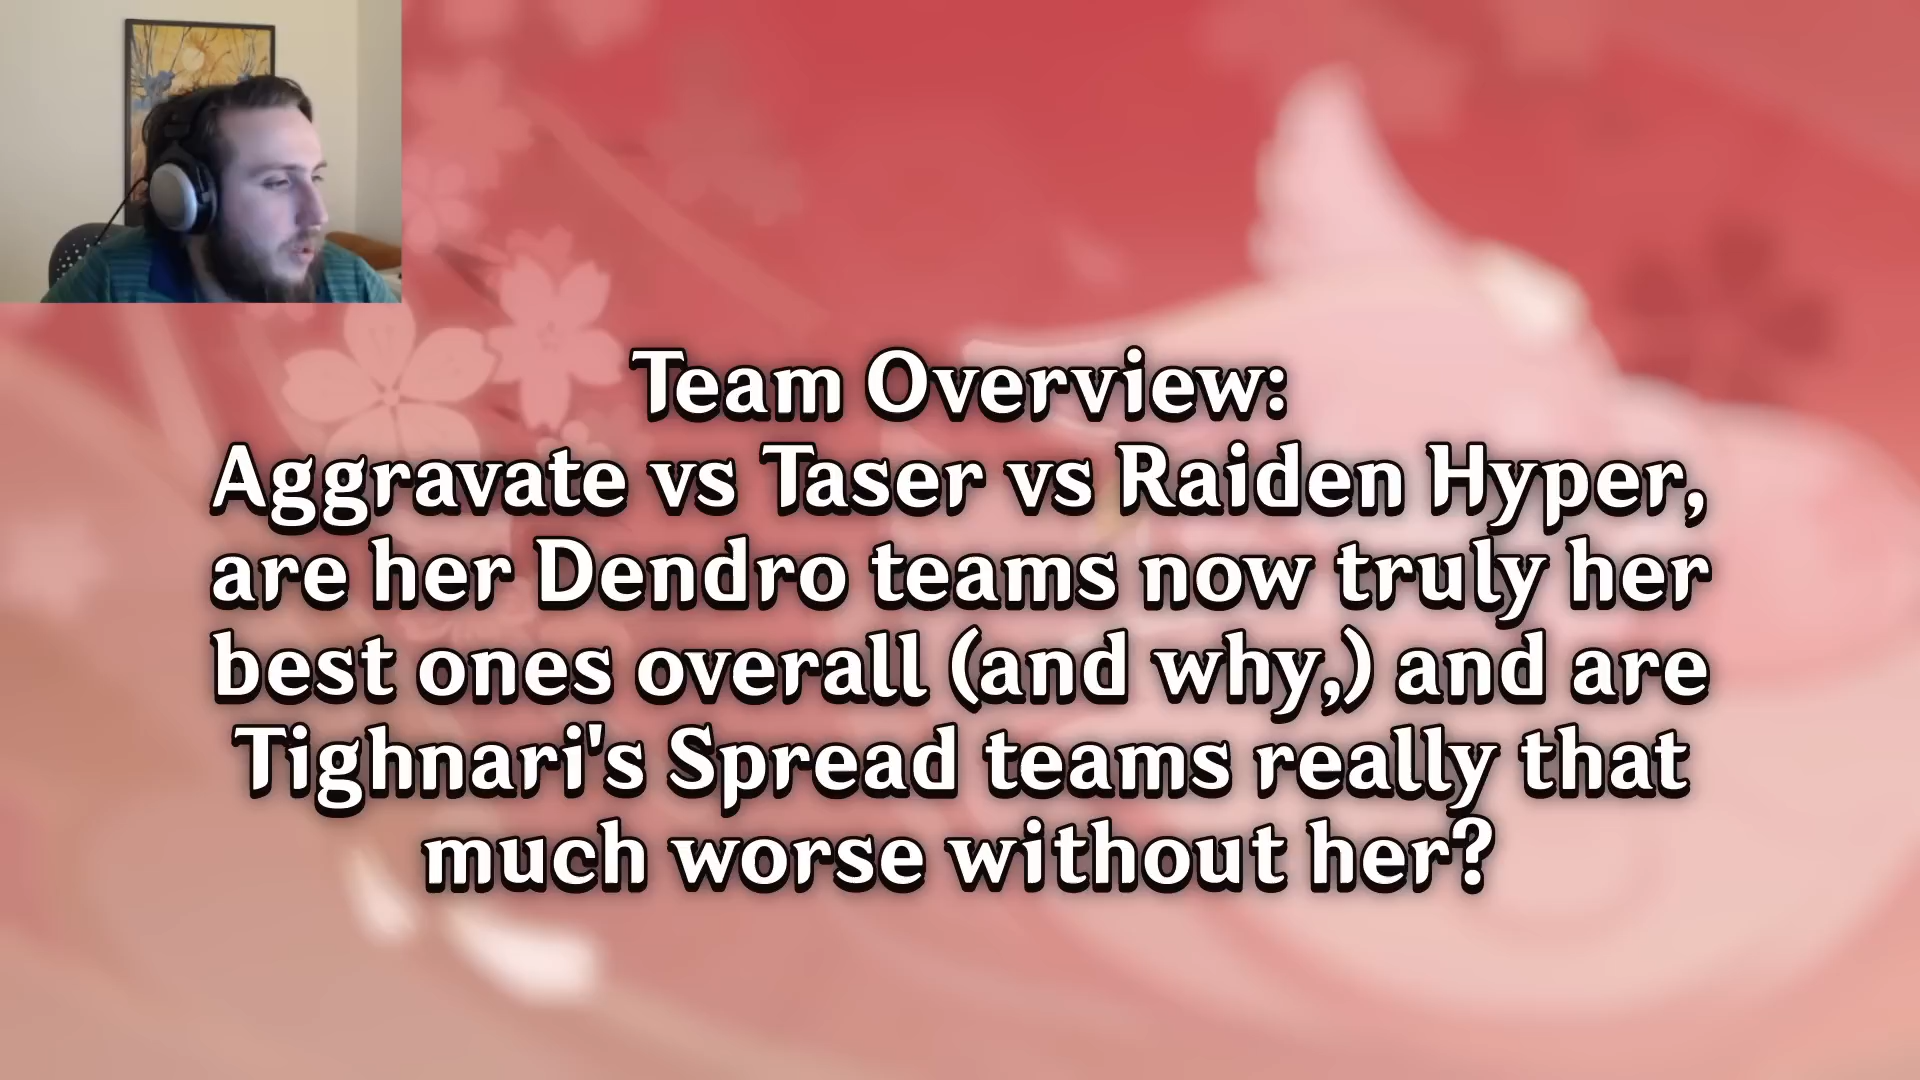 Team Overview:
Aggravate vs Taser vs Raiden Hyper,
are her Dendro teams now truly her
best ones overall (and why,) and are
Tighnari's Spread teams really that
much worse without her?